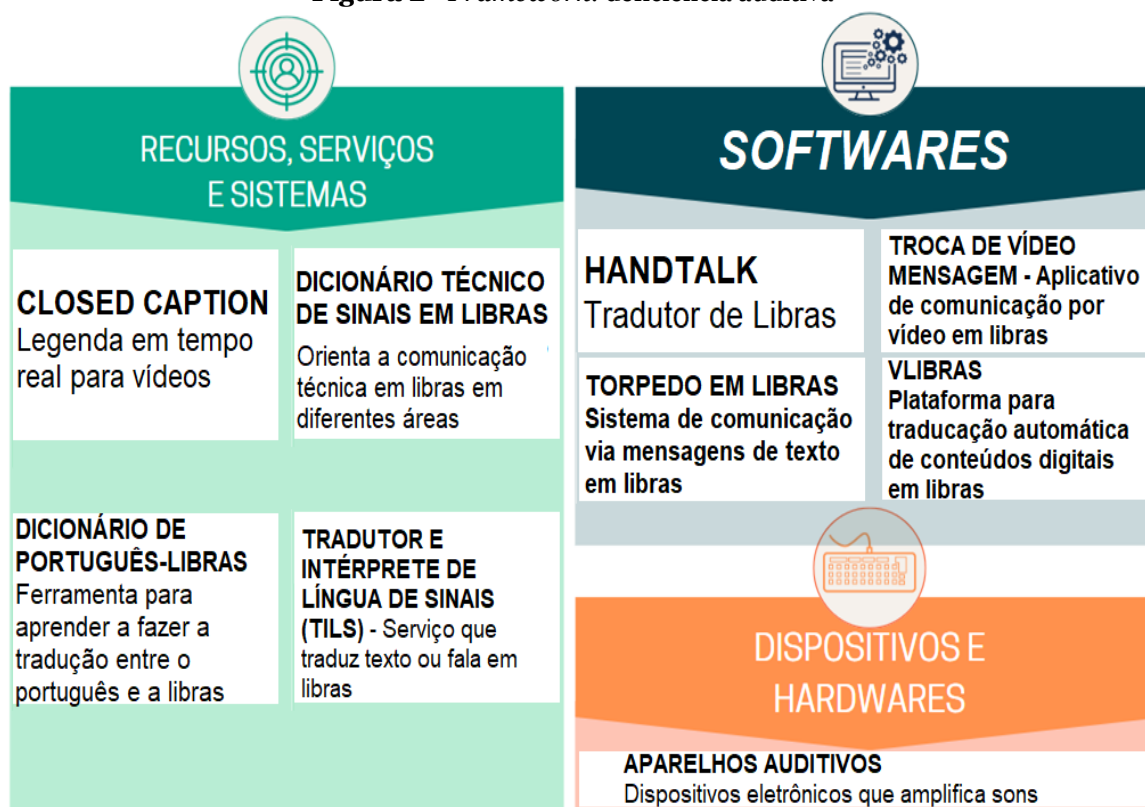 Figura 2 - Framework: deficiência auditiva
RECURSOS, SERVIÇOS
E SISTEMAS
CLOSED CAPTION
Legenda em tempo
real para vídeos
DICIONÁRIO TÉCNICO
DE SINAIS EM LIBRAS
Orienta a comunicação
técnica em libras em
diferentes áreas
DICIONÁRIO DE
PORTUGUÊS-LIBRAS
Ferramenta para
aprender a fazer a
tradução entre o
português e a libras
TRADUTOR E
INTÉRPRETE DE
LÍNGUA DE SINAIS
(TILS) - Serviço que
traduz texto ou fala em
libras
SOFTWARES
HANDTALK
Tradutor de Libras
TROCA DE VÍDEO
MENSAGEM - Aplicativo
de comunicação por
vídeo em libras
TORPEDO EM LIBRAS
Sistema de comunicação
via mensagens de texto
em libras
VLIBRAS
Plataforma para
traducação automática
de conteúdos digitais
em libras
DISPOSITIVOS E
HARDWARES
APARELHOS AUDITIVOS
Dispositivos eletrônicos que amplifica sons